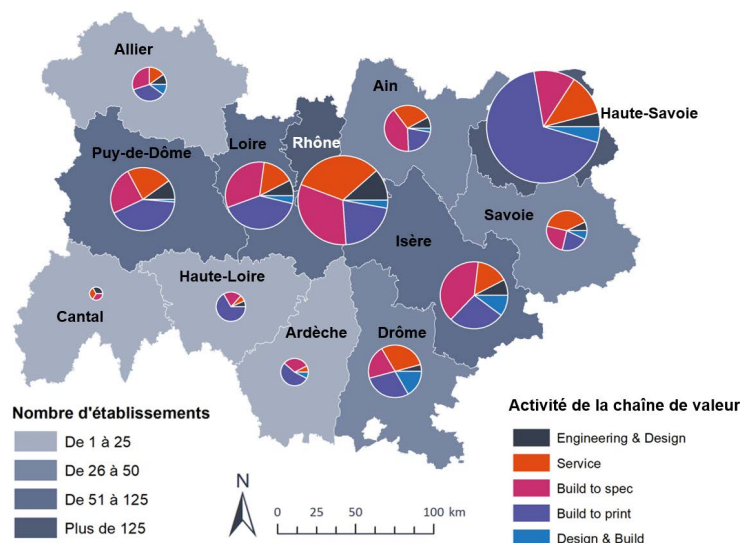 Allier
Ain
Haute-Savoie
Puy-de-Dôme
Loire
Rhône
Savoie
Isère
Haute-Loire
Cantal
Ardèche
Drôme
Nombre d'établissements
De 1 à 25
De 26 à 50
De 51 à 125
Plus de 125
N
0 25 50 100 km
Activité de la chaîne de valeur
Engineering & Design
Service
Build to spec
Build to print
Design & Build